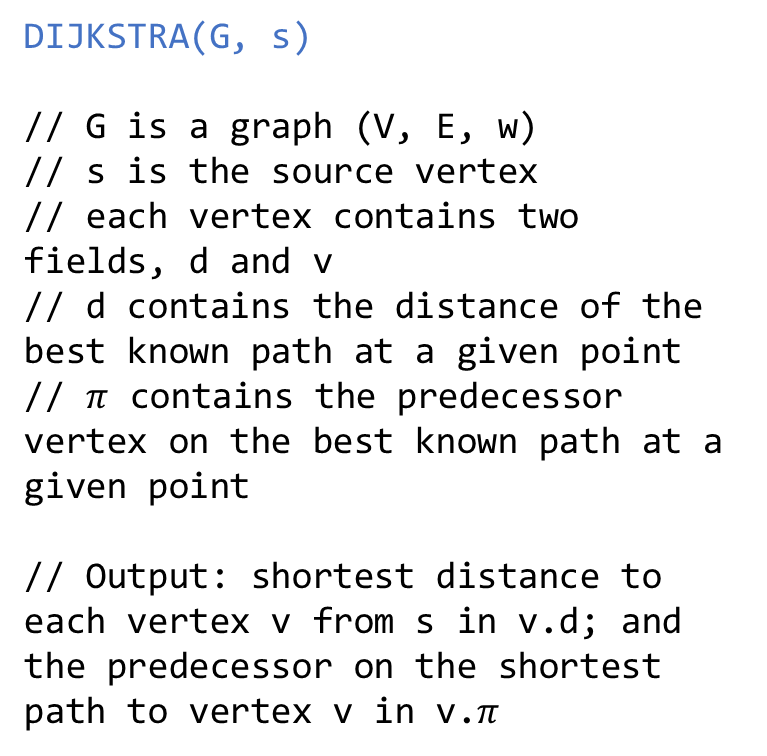 DIJKSTRA(G, s)
// G is a graph (V, E, w)
// s is the source vertex
// each vertex contains two
fields, d and v
// d contains the distance of the
best known path at a given point
// π contains the predecessor
vertex on the best known path at a
given point
// Output: shortest distance to
each vertex v from s in v.d; and
the predecessor on the shortest
path to vertex v in v.π